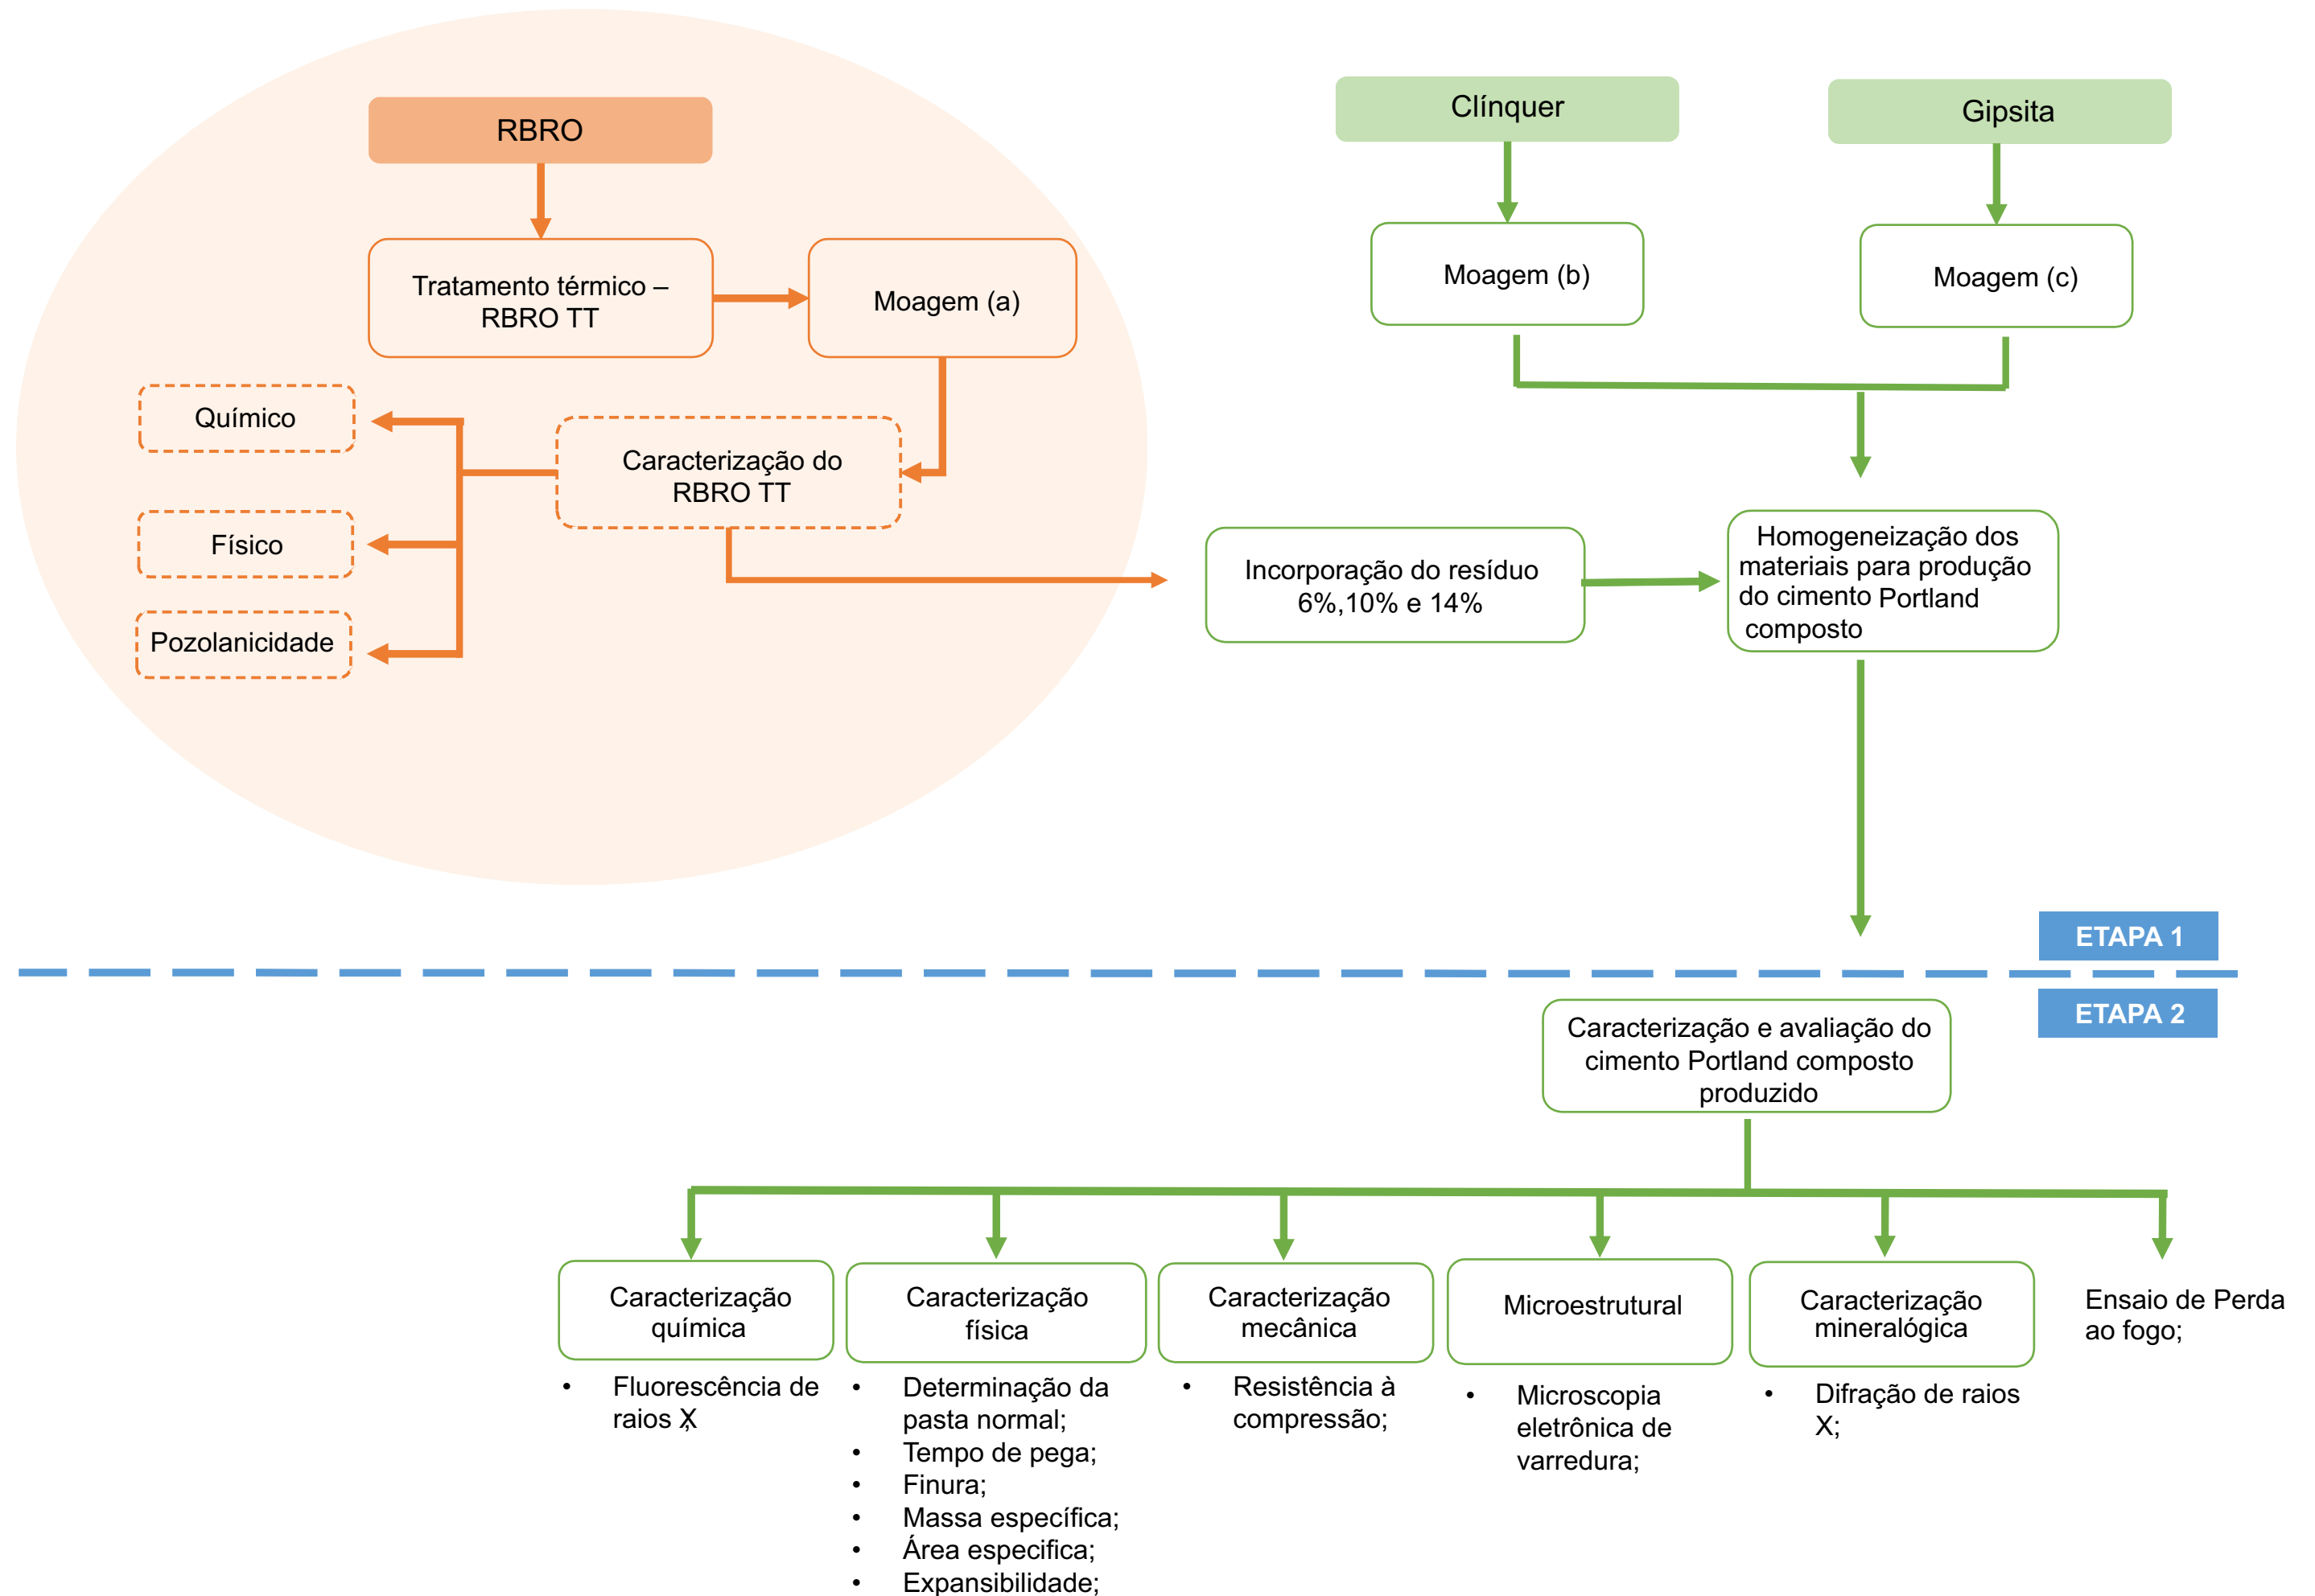 RBRO
Clínquer
Gipsita
Tratamento térmico –
RBRO TT
Moagem (a)
Moagem (b)
Moagem (c)
Químico
Físico
Pozolanicidade
Caracterização do
RBRO TT
Incorporação do resíduo
6%,10% e 14%
Homogeneização dos
materiais para produção
do cimento Portland
composto
ETAPA 1
ETAPA 2
Caracterização e avaliação do
cimento Portland composto
produzido
Caracterização
química
• Fluorescência de
raios X;
Caracterização
física
• Determinação da
pasta normal;
• Tempo de pega;
• Finura;
• Massa específica;
• Área especifica;
• Expansibilidade;
Caracterização
mecânica
• Resistência à
compressão;
Microestrutural
• Microscopia
eletrônica de
varredura;
Caracterização
mineralógica
• Difração de raios
X;
Ensaio de Perda
ao fogo;